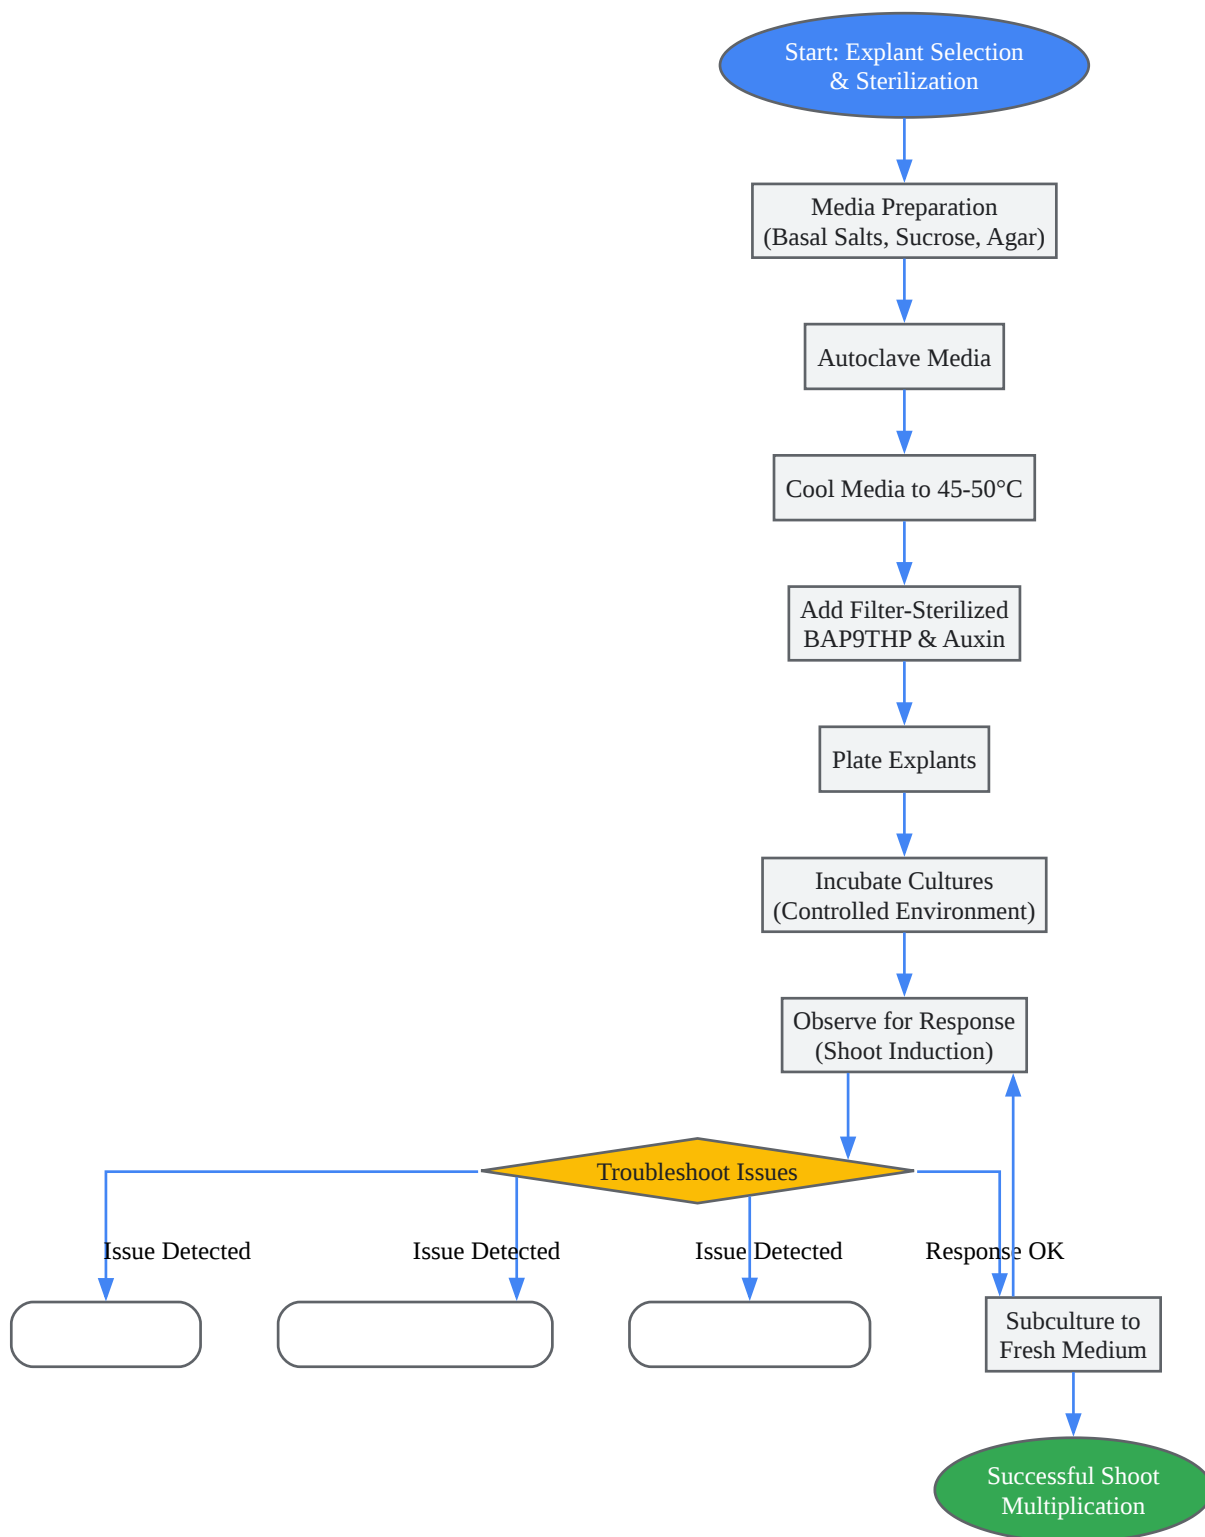 Start: Explant Selection
& Sterilization
Media Preparation
(Basal Salts, Sucrose, Agar)
Autoclave Media
Cool Media to 45-50°C
Add Filter-Sterilized
BAP9THP & Auxin
Plate Explants
Incubate Cultures
(Controlled Environment)
Observe for Response
(Shoot Induction)
Troubleshoot Issues
Issue Detected
Issue Detected
Issue Detected
Response OK
Subculture to
Fresh Medium
Successful Shoot
Multiplication